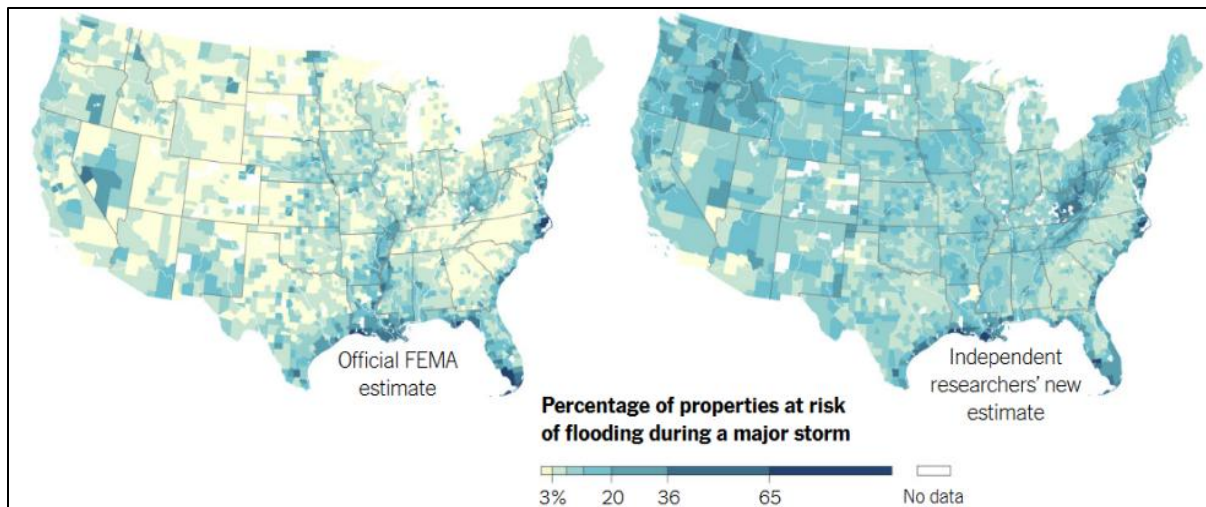 Official FEMA
estimate
Independent
researchers' new
estimate
Percentage of properties at risk
of flooding during a major storm
3% 20 36 65 No data